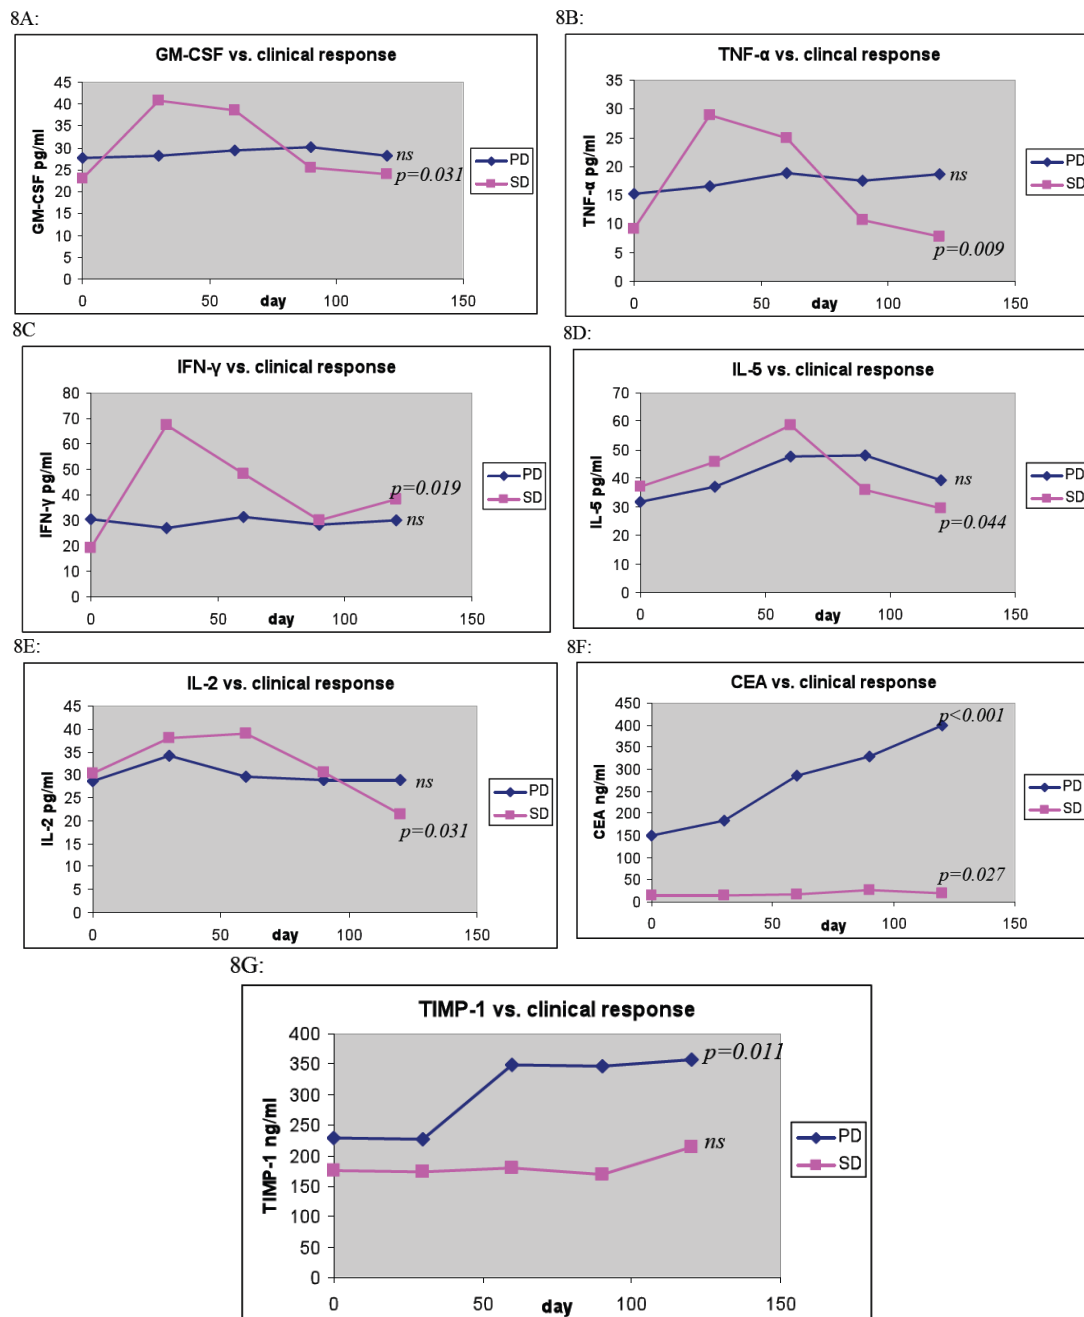 8A:
GM-CSF vs. clinical response
45
40
35
30
25
20
15
10
5
0
GM-CSF pg/ml
ns
p=0.031
PD
SD
0 50 100 150
day
8B:
TNF-α vs. clincal response
35
30
25
20
15
10
5
0
TNF-α pg/ml
ns
p=0.009
PD
SD
0 50 100 150
day
8C
IFN-γ vs. clinical response
80
70
60
50
40
30
20
10
0
IFN-γ pg/ml
p=0.019
ns
PD
SD
0 50 100 150
day
8D:
IL-5 vs. clinical response
70
60
50
40
30
20
10
0
IL-5 pg/ml
ns
p=0.044
PD
SD
0 50 100 150
day
8E:
IL-2 vs. clinical response
45
40
35
30
25
20
15
10
5
0
IL-2 pg/ml
ns
p=0.031
PD
SD
0 50 100 150
day
8F:
CEA vs. clinical response
450
400
350
300
250
200
150
100
50
0
CEA ng/ml
p<0.001
p=0.027
PD
SD
0 50 100 150
day
8G:
TIMP-1 vs. clinical response
400
350
300
250
200
150
100
50
0
TIMP-1 ng/ml
p=0.011
ns
PD
SD
0 50 100 150
day